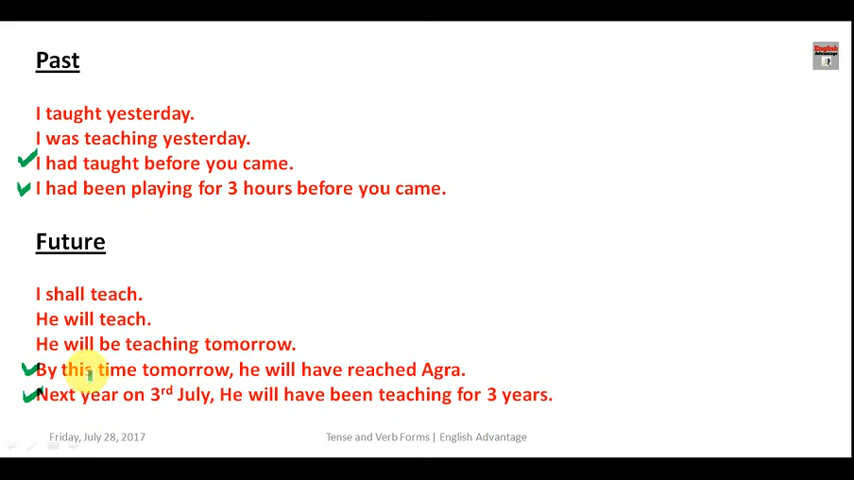 Past
English
Advantage
I taught yesterday.
I was teaching yesterday.
I had taught before you came.
I had been playing for 3 hours before you came.
Future
I shall teach.
He will teach.
He will be teaching tomorrow.
By this time tomorrow, he will have reached Agra.
Next year on 3rd July, He will have been teaching for 3 years.
Friday, July 28, 2017
Tense and Verb Forms | English Advantage